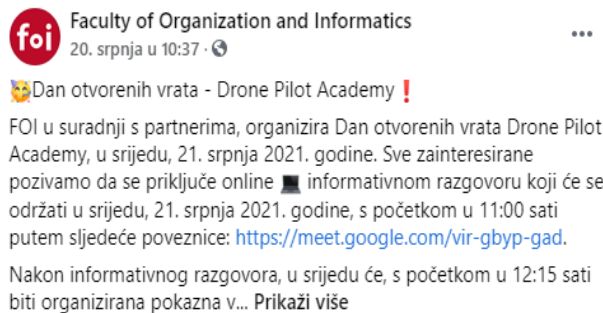 foi
Faculty of Organization and Informatics
20. srpnja u 10:37 ·
Dan otvorenih vrata - Drone Pilot Academy❗
FOI u suradnji s partnerima, organizira Dan otvorenih vrata Drone Pilot
Academy, u srijedu, 21. srpnja 2021. godine. Sve zainteresirane
pozivamo da se priključe online 💻 informativnom razgovoru koji će se
održati u srijedu, 21. srpnja 2021. godine, s početkom u 11:00 sati
putem sljedeće poveznice: https://meet.google.com/vir-gbyp-gad.
Nakon informativnog razgovora, u srijedu će, s početkom u 12:15 sati
biti organizirana pokazna v... Prikaži više